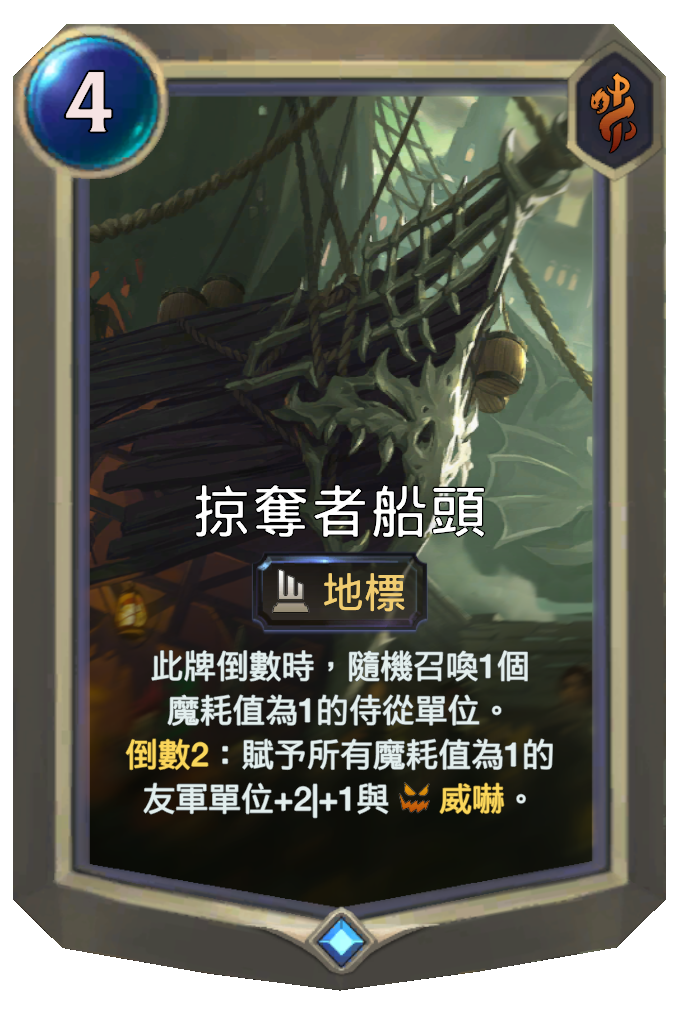 4
掠奪者船頭
地標
此牌倒數時，隨機召喚1個
魔耗值為1的侍從單位。
倒數2：賦予所有魔耗值為1的
友軍單位+2|+1與 威嚇。